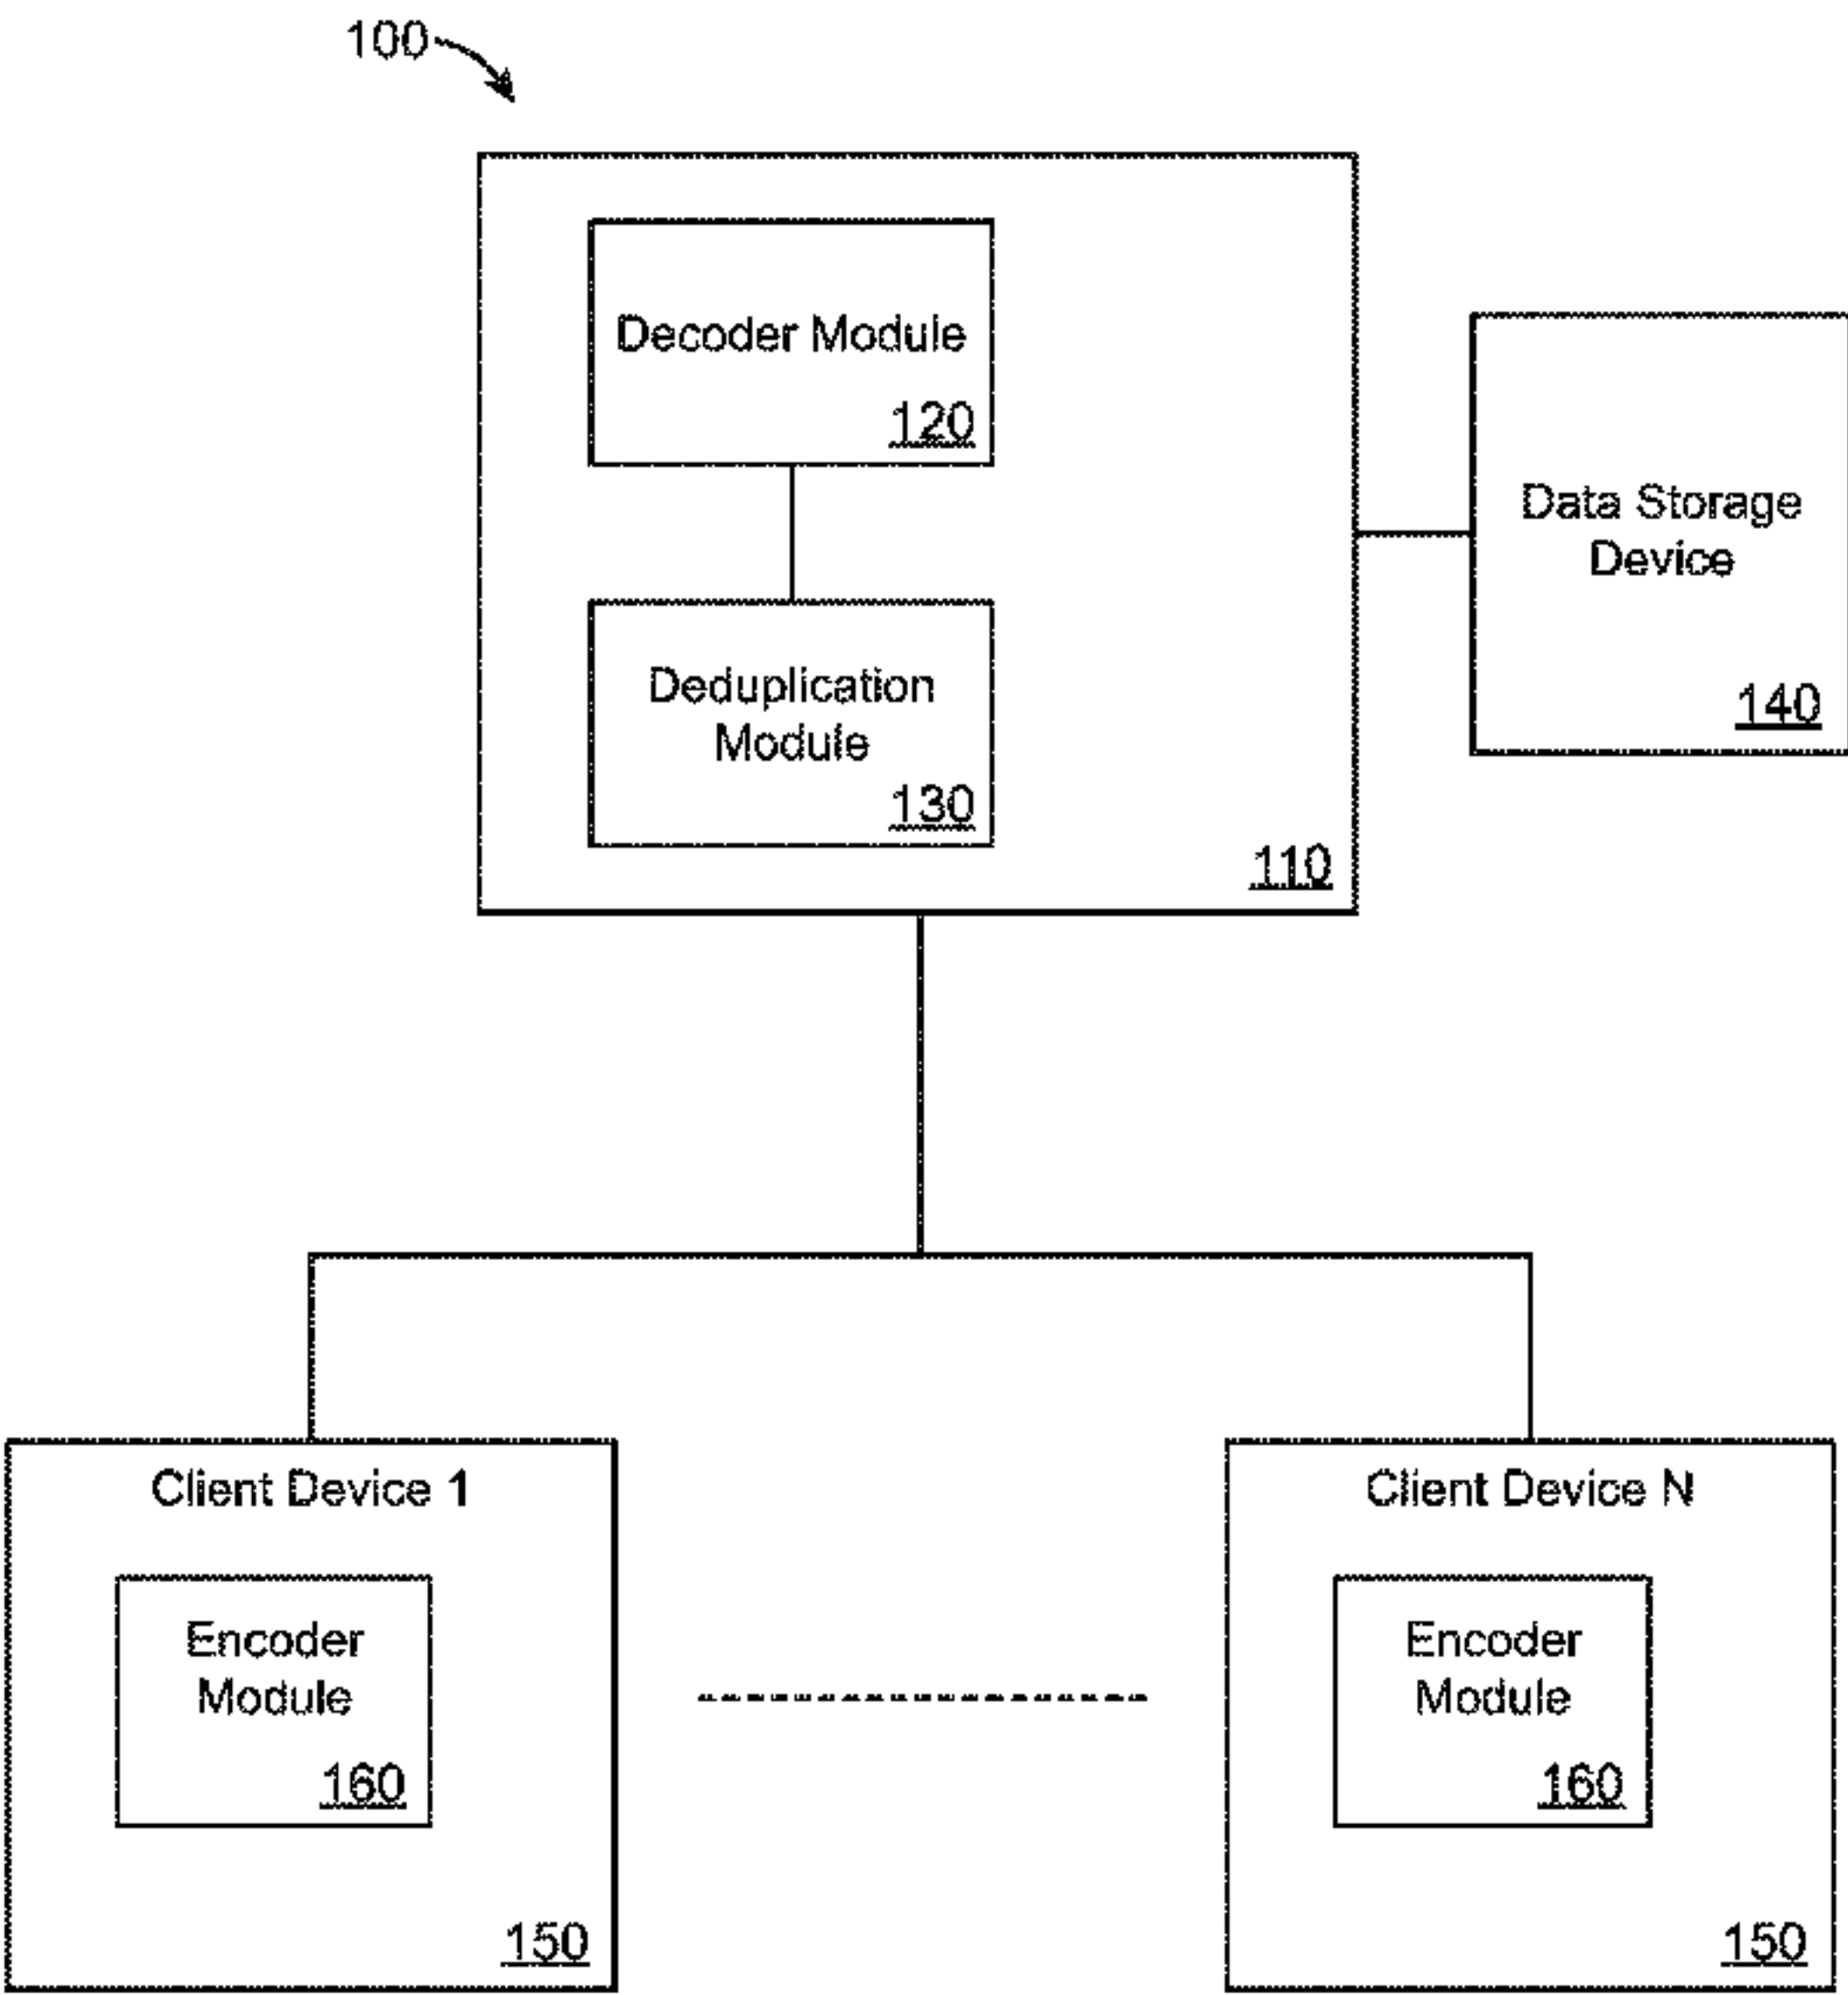 100
Decoder Module
120
Data Storage
Device
140
Deduplication
Module
130
110
Client Device 1
Encoder
Module
160
150
Client Device N
Encoder
Module
160
150